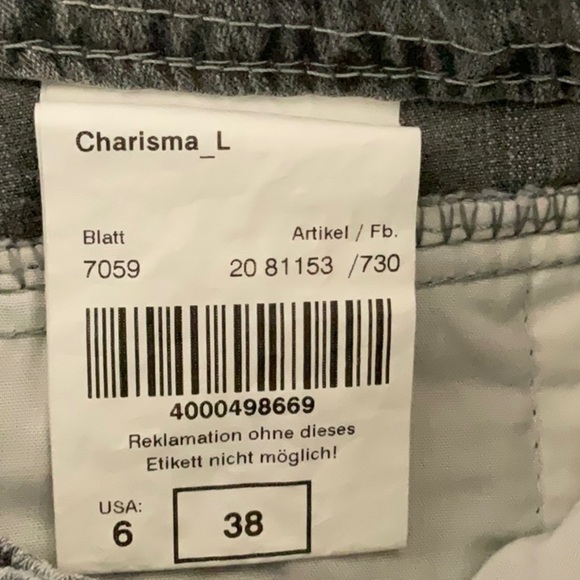 Charisma_L
Blatt Artikel / Fb.
7059 20 81153 /730
4000498669
Reklamation ohne dieses
Etikett nicht möglich!
USA:
6 38